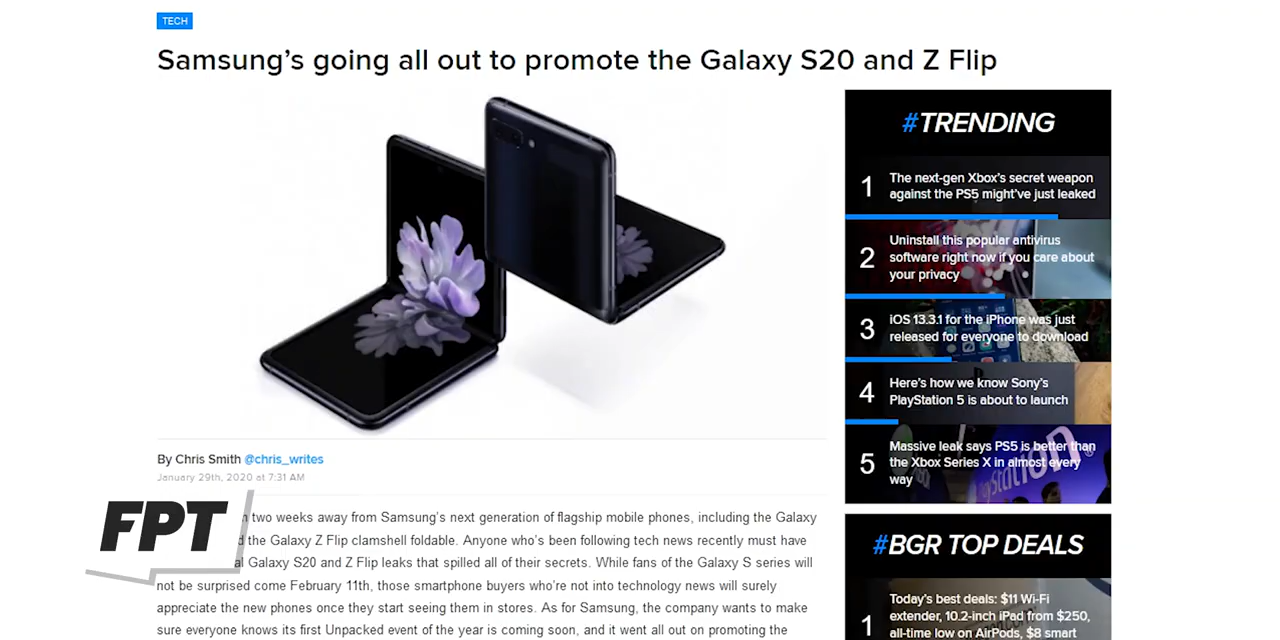 TECH
Samsung’s going all out to promote the Galaxy S20 and Z Flip
By Chris Smith @chris_writes
January 29th, 2020 at 7:31 AM
two weeks away from Samsung’s next generation of flagship mobile phones, including the Galaxy
the Galaxy Z Flip clamshell foldable. Anyone who’s been following tech news recently must have
Galaxy S20 and Z Flip leaks that spilled all of their secrets. While fans of the Galaxy S series will
not be surprised come February 11th, those smartphone buyers who’re not into technology news will surely
appreciate the new phones once they start seeing them in stores. As for Samsung, the company wants to make
sure everyone knows its first Unpacked event of the year is coming soon, and it went all out on promoting the
FPT
#TRENDING
1
The next-gen Xbox’s secret weapon
against the PS5 might’ve just leaked
2
Uninstall this popular antivirus
software right now if you care about
your privacy
3
iOS 13.3.1 for the iPhone was just
released for everyone to download
4
Here’s how we know Sony’s
PlayStation 5 is about to launch
5
Massive leak says PS5 is better than
the Xbox Series X in almost every
way
#BGR TOP DEALS
1
Today’s best deals: $11 Wi-Fi
extender, 10.2-inch iPad from $250,
all-time low on AirPods, $8 smart